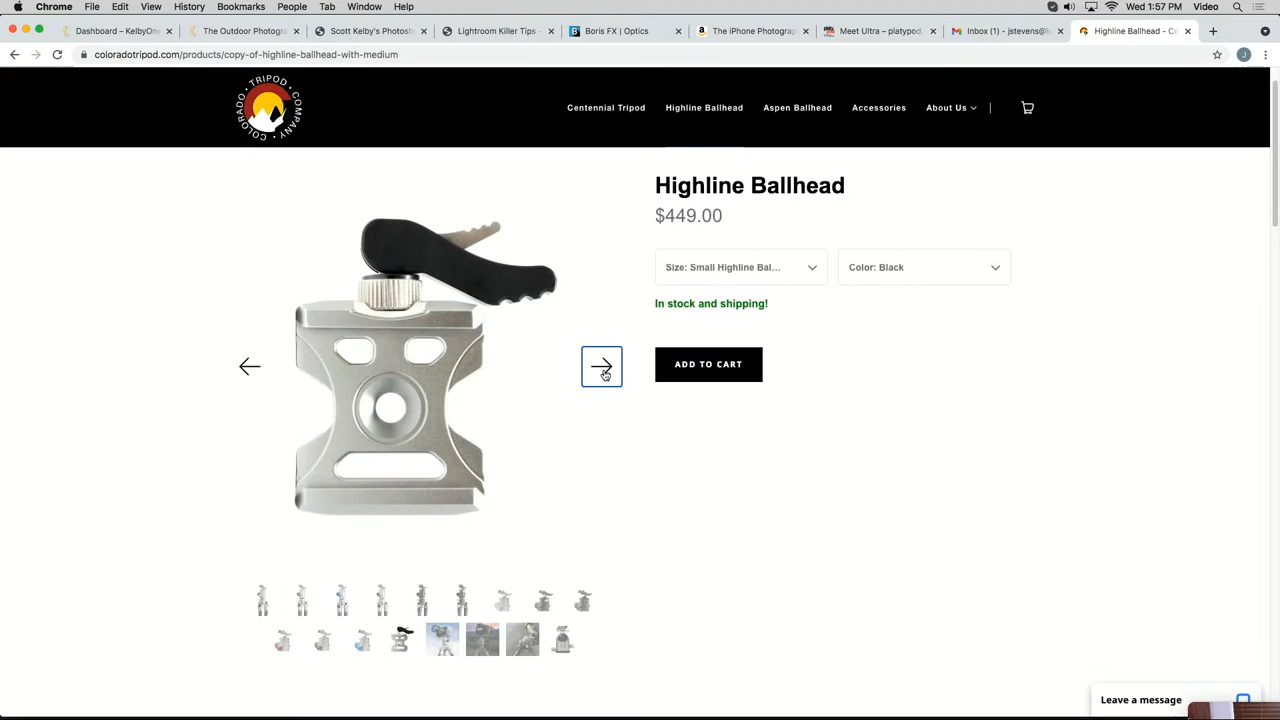 Chrome File Edit View History Bookmarks People Tab Window Help
Wed 1:57 PM Video
Dashboard – KelbyOne
The Outdoor Photogra
Scott Kelby's Photosh
Lightroom Killer Tips -
Boris FX | Optics
The iPhone Photograp
Meet Ultra – platypod.
Inbox (1) - jstevens@k
Highline Ballhead - Co
coloradotripod.com/products/copy-of-highline-ballhead-with-medium
J
TRIPOD COMPANY COLORADO
Centennial Tripod
Highline Ballhead
Aspen Ballhead
Accessories
About Us
Highline Ballhead
$449.00
Size: Small Highline Bal...
Color: Black
In stock and shipping!
ADD TO CART
Leave a message